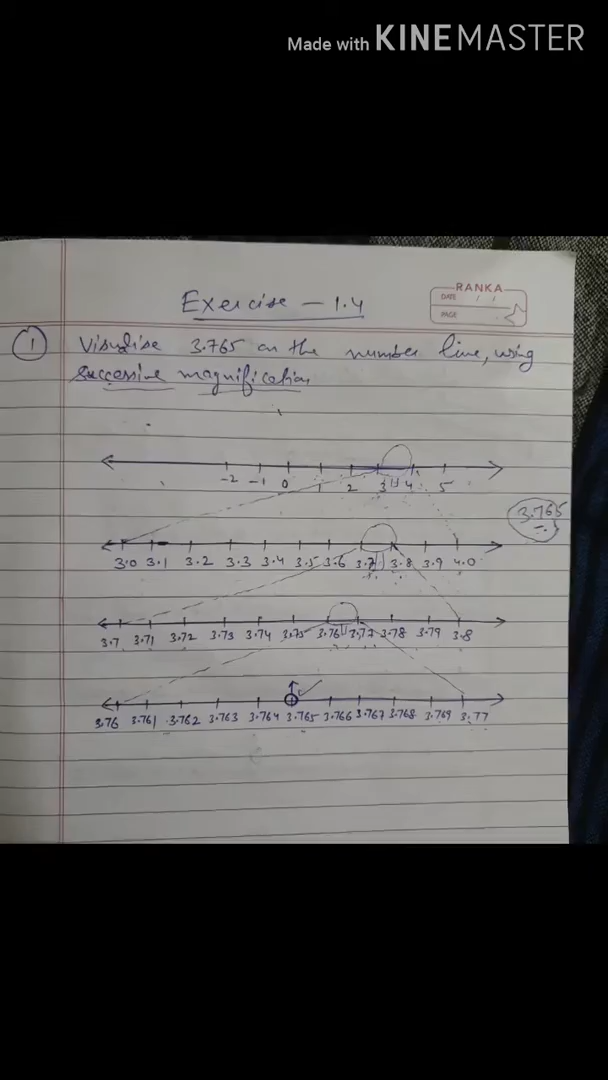 Made with KINEMASTER
Exercise - 1.4
RANKA
DATE / /
PAGE
1 Visualise 3.765 on the number line, using
successive magnification
-2 -1 0 1 2 3 4 5
3.765
3.0 3.1 3.2 3.3 3.4 3.5 3.6 3.7 3.8 3.9 4.0
3.7 3.71 3.72 3.73 3.74 3.75 3.76 3.77 3.78 3.79 3.8
3.76 3.761 3.762 3.763 3.764 3.765 3.766 3.767 3.768 3.769 3.77